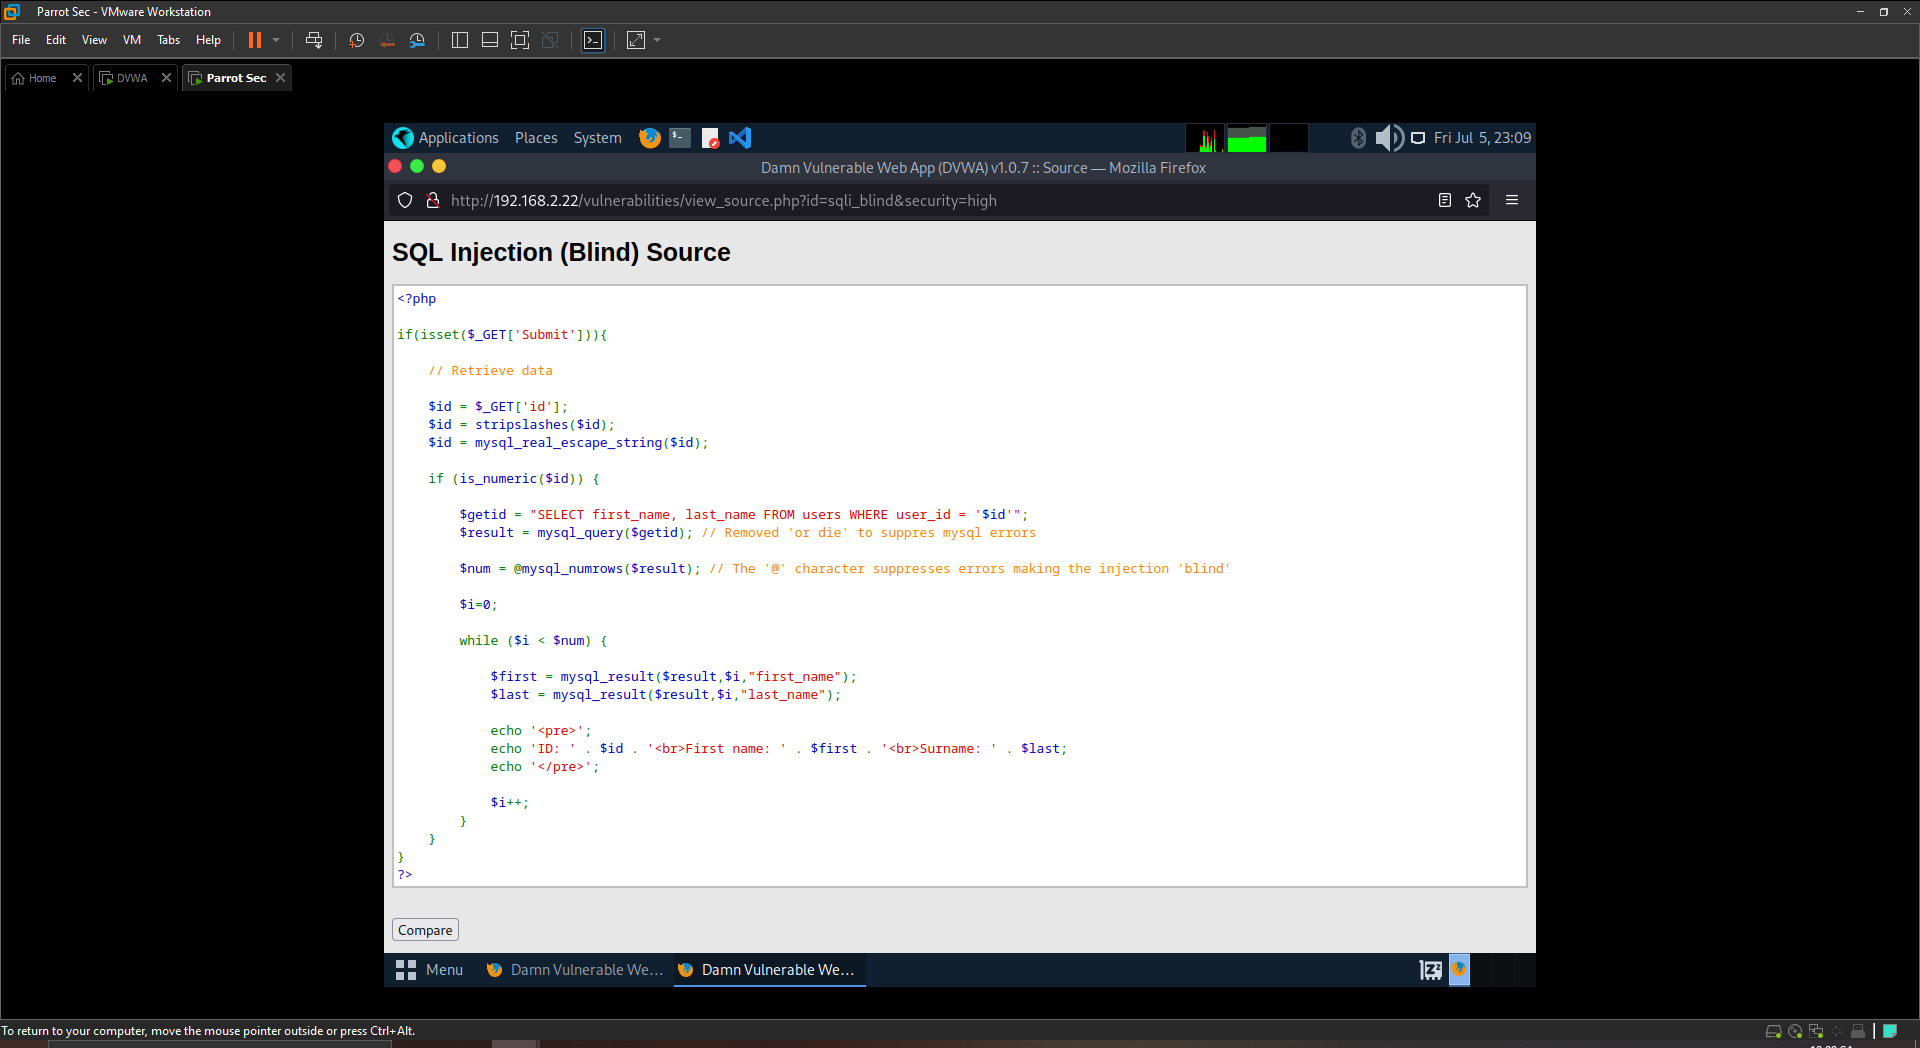 Parrot Sec - VMware Workstation
File Edit View VM Tabs Help
Home DVWA Parrot Sec
Applications Places System Fri Jul 5, 23:09
Damn Vulnerable Web App (DVWA) v1.0.7 :: Source — Mozilla Firefox
http://192.168.2.22/vulnerabilities/view_source.php?id=sqli_blind&security=high
SQL Injection (Blind) Source
<?php
if(isset($_GET['Submit'])){
// Retrieve data
$id = $_GET['id'];
$id = stripslashes($id);
$id = mysql_real_escape_string($id);
if (is_numeric($id)) {
$getid = "SELECT first_name, last_name FROM users WHERE user_id = '$id'";
$result = mysql_query($getid); // Removed 'or die' to suppres mysql errors
$num = @mysql_numrows($result); // The '@' character suppresses errors making the injection 'blind'
$i=0;
while ($i < $num) {
$first = mysql_result($result,$i,"first_name");
$last = mysql_result($result,$i,"last_name");
echo '<pre>';
echo 'ID: ' . $id . '<br>First name: ' . $first . '<br>Surname: ' . $last;
echo '</pre>';
$i++;
}
}
}
?>
Compare
Menu Damn Vulnerable We... Damn Vulnerable We...
To return to your computer, move the mouse pointer outside or press Ctrl+Alt.